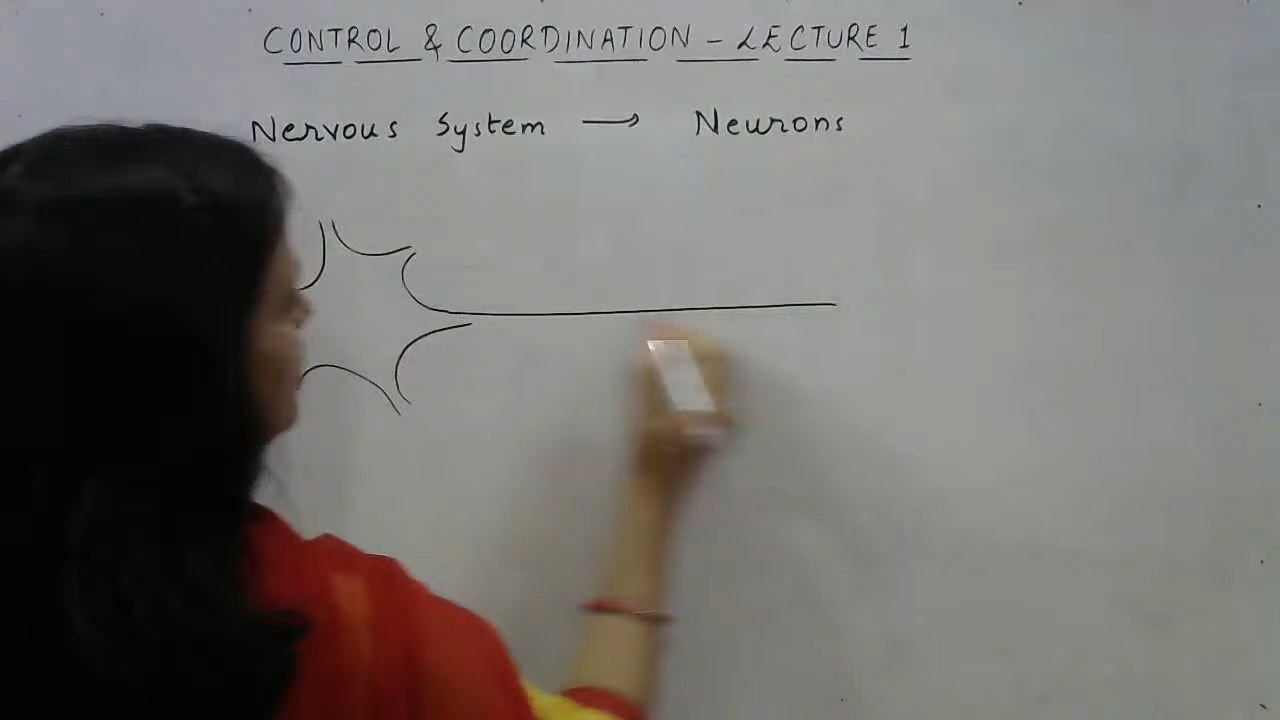 CONTROL & COORDINATION - LECTURE 1
Nervous System → Neurons